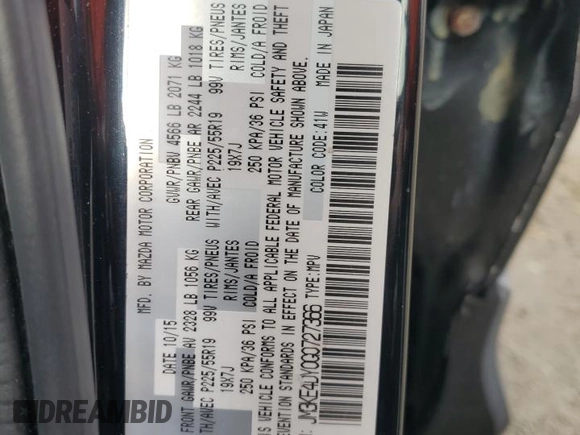 MFD. BY MAZDA MOTOR CORPORATION
DATE 10/15 GVWR/PNBV 4566 LB 2071 KG
FRONT GAWR/PNBE AV 2328 LB 1056 KG REAR GAWR/PNBE AR 2244 LB 1018 KG
TH/AVEC P225/55R19 99V TIRES/PNEUS WITH/AVEC P225/55R19 99V TIRES/PNEUS
19X7J RIMS/JANTES 19X7J RIMS/JANTES
250 KPA/36 PSI COLD/A FROID 250 KPA/36 PSI COLD/A FROID
S VEHICLE CONFORMS TO ALL APPLICABLE FEDERAL MOTOR VEHICLE SAFETY AND THEFT
STANDARDS IN EFFECT ON THE DATE OF MANUFACTURE SHOWN ABOVE.
JM3KE4UY0G0727366 TYPE:MPV COLOR CODE:41W MADE IN JAPAN
DREAMBID